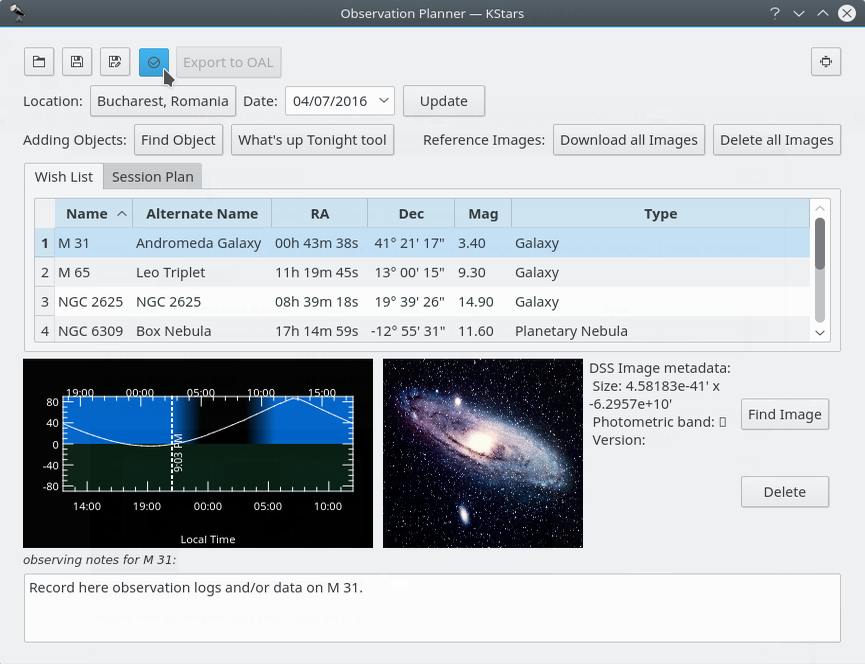 Observation Planner — KStars
Export to OAL
Location: Bucharest, Romania Date: 04/07/2016 Update
Adding Objects: Find Object What's up Tonight tool Reference Images: Download all Images Delete all Images
Wish List Session Plan
Name Alternate Name RA Dec Mag Type
1 M 31 Andromeda Galaxy 00h 43m 38s 41° 21' 17" 3.40 Galaxy
2 M 65 Leo Triplet 11h 19m 45s 13° 00' 15" 9.30 Galaxy
3 NGC 2625 NGC 2625 08h 39m 18s 19° 39' 26" 14.90 Galaxy
4 NGC 6309 Box Nebula 17h 14m 59s -12° 55' 31" 11.60 Planetary Nebula
19:00 00:00 05:00 10:00 15:00
80
40
0
-40
-80
9:03 PM
14:00 19:00 00:00 05:00 10:00
Local Time
DSS Image metadata:
Size: 4.58183e-41' x
-6.2957e+10'
Photometric band: ▯
Version:
Find Image
Delete
observing notes for M 31:
Record here observation logs and/or data on M 31.